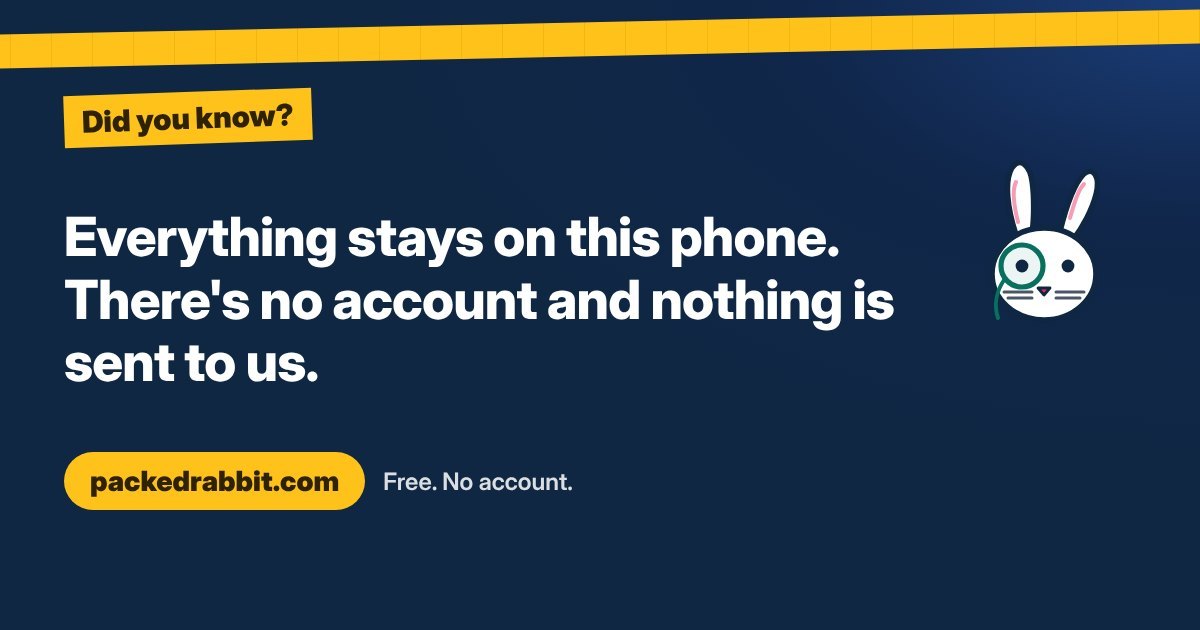 Did you know?
Everything stays on this phone.
There's no account and nothing is
sent to us.
packedrabbit.com
Free. No account.